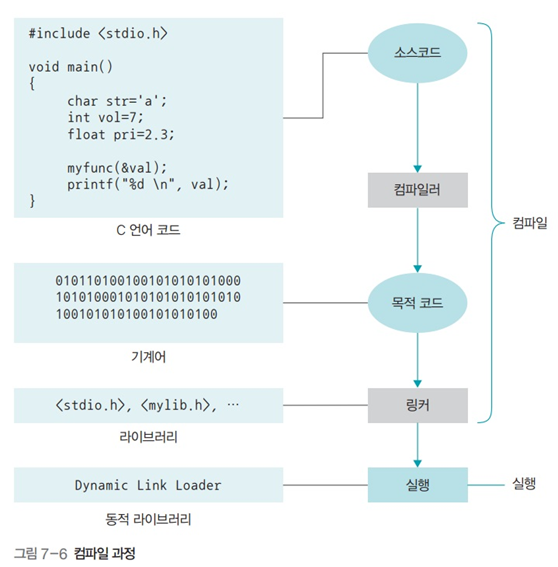 #include <stdio.h>
void main()
{
char str='a';
int vol=7;
float pri=2.3;
myfunc(&val);
printf("%d \n", val);
}
C 언어 코드
소스코드
컴파일러
컴파일
010110100100101010101000
101010001010101010101010
100101010100101010100
기계어
목적 코드
<stdio.h>, <mylib.h>, …
라이브러리
링커
Dynamic Link Loader
동적 라이브러리
실행
실행
그림 7-6 컴파일 과정